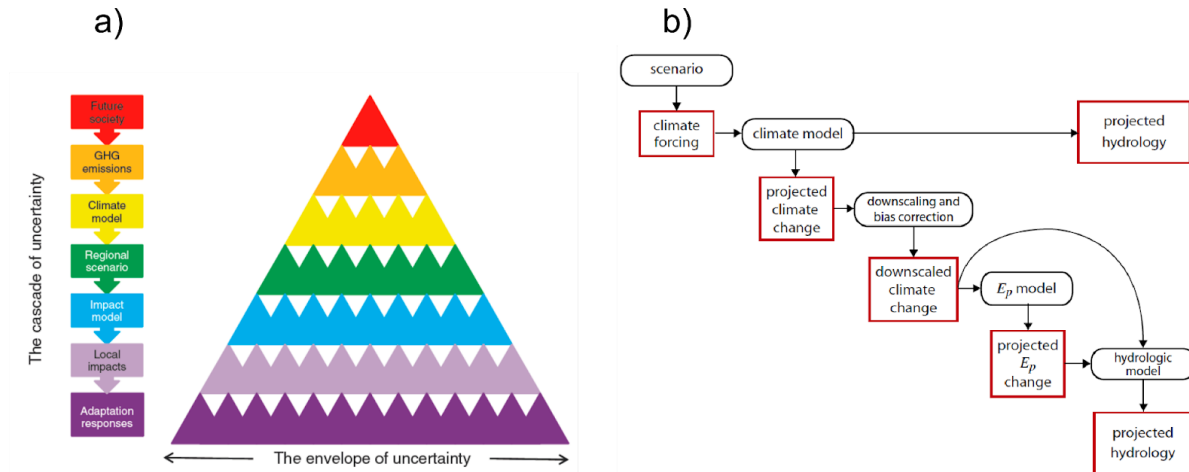 a)
The cascade of uncertainty
Future
society
GHG
emissions
Climate
model
Regional
scenario
Impact
model
Local
impacts
Adaptation
responses
The envelope of uncertainty
b)
scenario
climate
forcing
climate model
projected
hydrology
projected
climate
change
downscaling and
bias correction
downscaled
climate
change
Ep model
projected
Ep
change
hydrologic
model
projected
hydrology